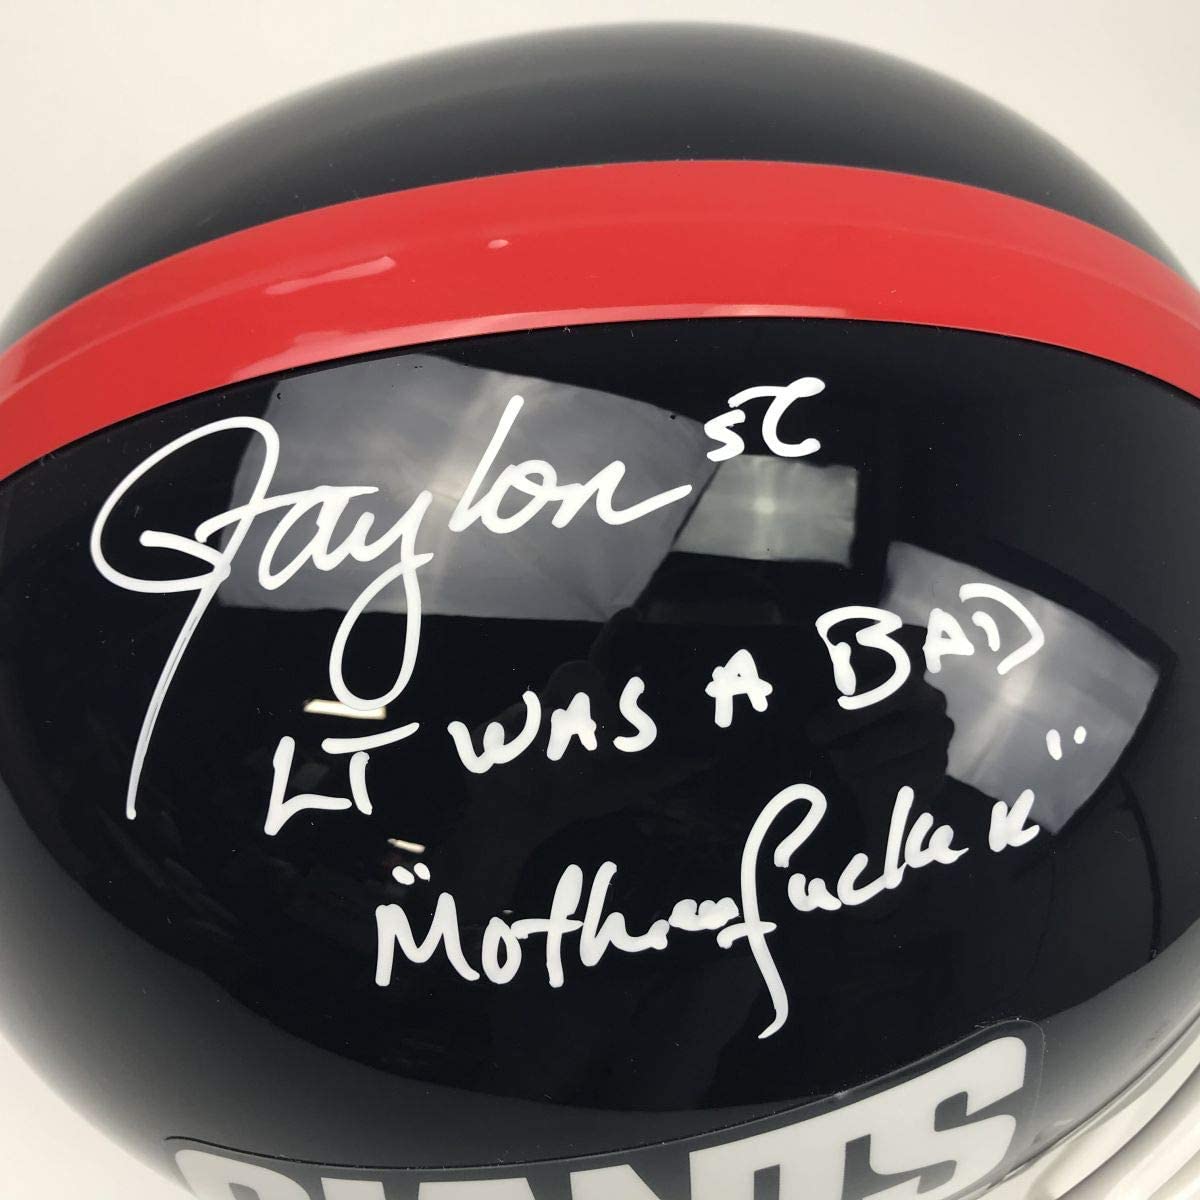 Taylor 56
LT WAS A BAD
"Motherfucker"
GIANTS